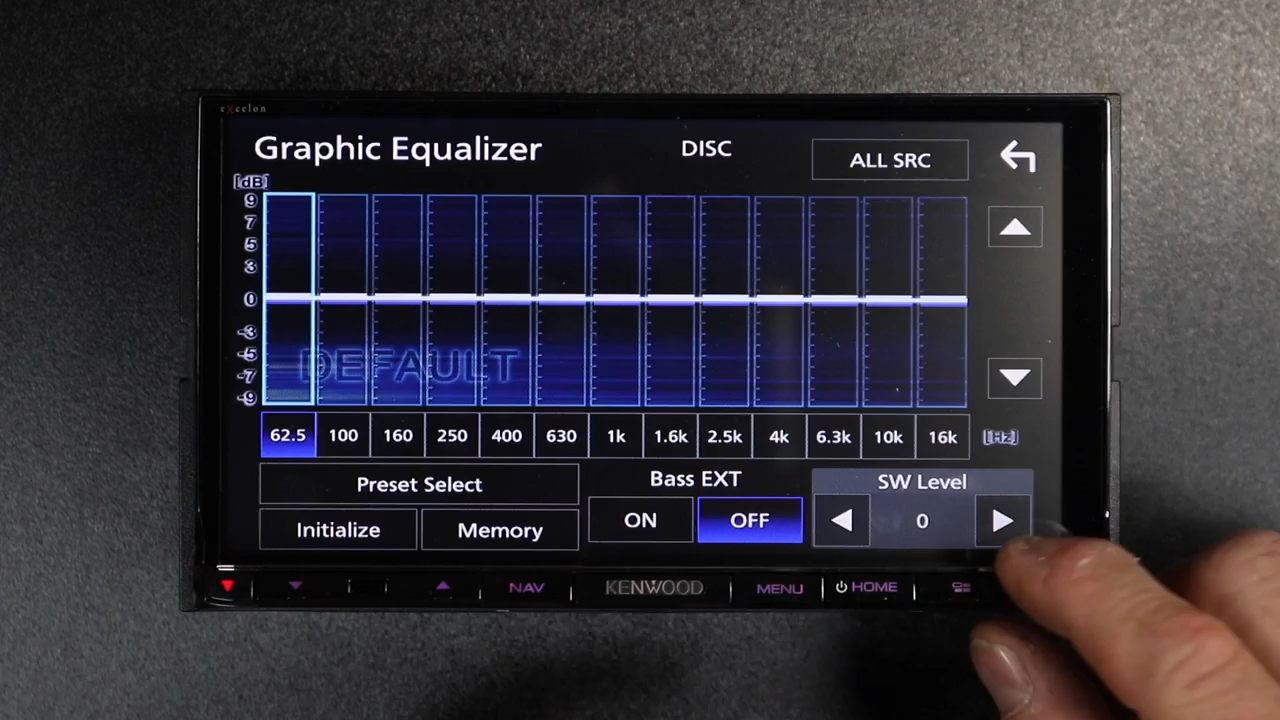 eXcelon
Graphic Equalizer
DISC
ALL SRC
[dB]
9
7
5
3
0
-3
-5
-7
-9
DEFAULT
62.5 100 160 250 400 630 1k 1.6k 2.5k 4k 6.3k 10k 16k [Hz]
Preset Select
Bass EXT
SW Level
Initialize
Memory
ON
OFF
0
NAV
KENWOOD
MENU
HOME